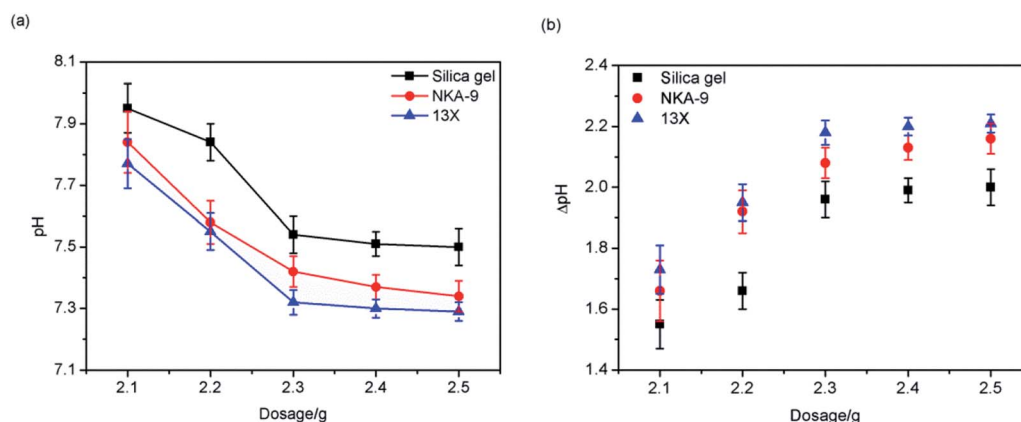 (a)
8.1
7.9
7.7
7.5
7.3
7.1
pH
Silica gel
NKA-9
13X
2.1 2.2 2.3 2.4 2.5
Dosage/g
(b)
2.4
2.2
2.0
1.8
1.6
1.4
ΔpH
Silica gel
NKA-9
13X
2.1 2.2 2.3 2.4 2.5
Dosage/g